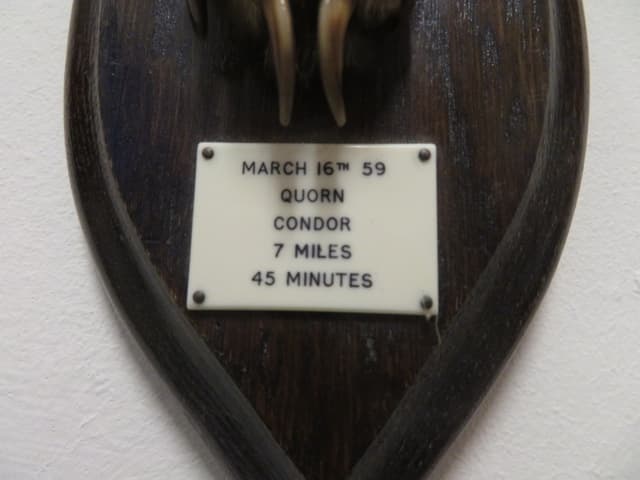 MARCH 16TH 59
QUORN
CONDOR
7 MILES
45 MINUTES